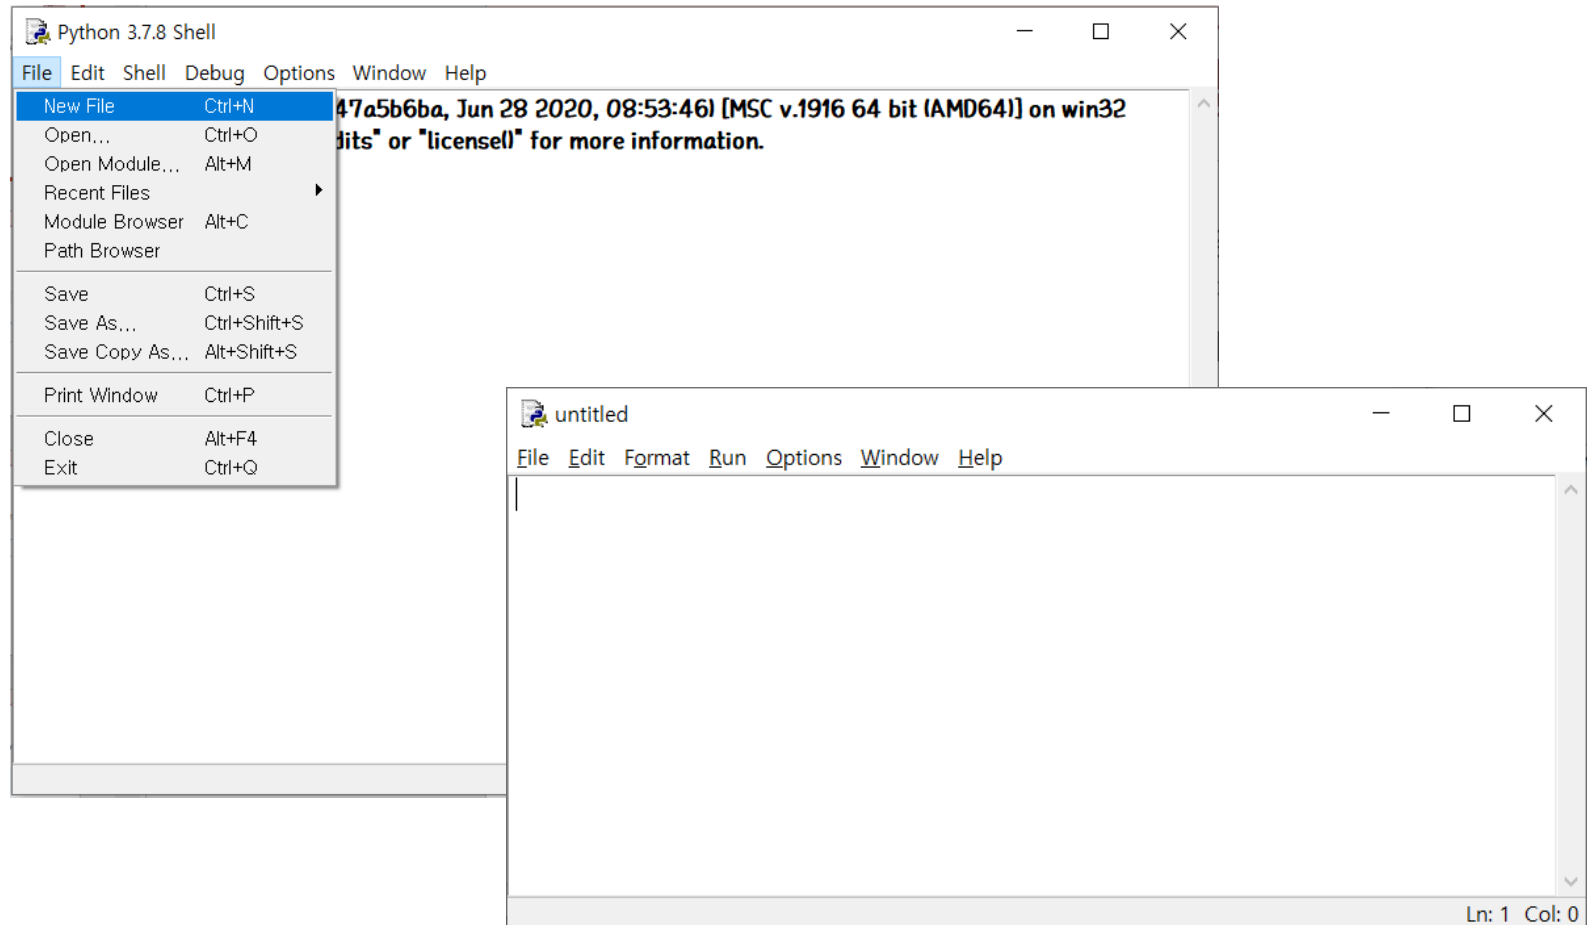 Python 3.7.8 Shell
File Edit Shell Debug Options Window Help
47a5b6ba, Jun 28 2020, 08:53:46) [MSC v.1916 64 bit (AMD64)] on win32
dits" or "license()" for more information.
New File Ctrl+N
Open... Ctrl+O
Open Module... Alt+M
Recent Files
Module Browser Alt+C
Path Browser
Save Ctrl+S
Save As... Ctrl+Shift+S
Save Copy As... Alt+Shift+S
Print Window Ctrl+P
Close Alt+F4
Exit Ctrl+Q
untitled
File Edit Format Run Options Window Help
Ln: 1 Col: 0